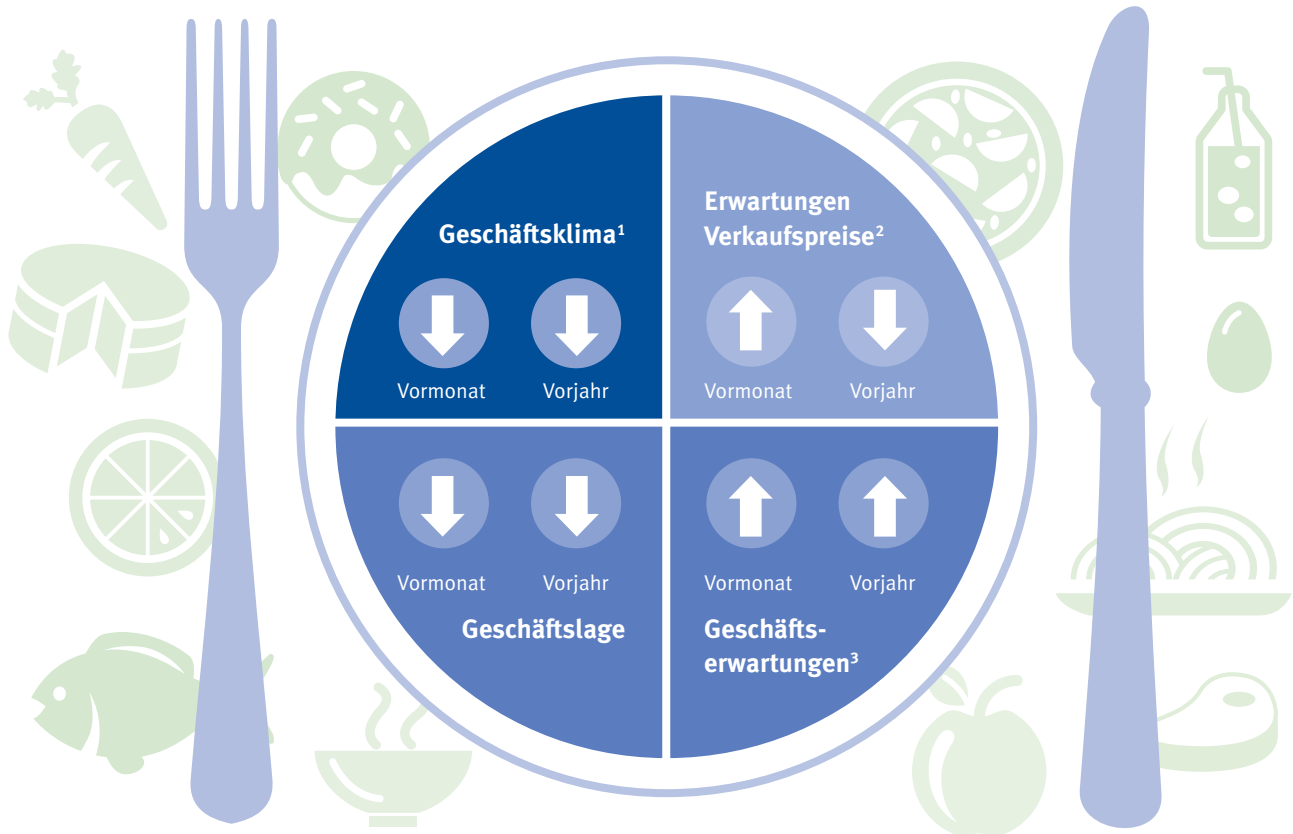 Geschäftsklima¹
Vormonat Vorjahr
Erwartungen
Verkaufspreise²
Vormonat Vorjahr
Vormonat Vorjahr
Geschäftslage
Vormonat Vorjahr
Geschäfts-
erwartungen³